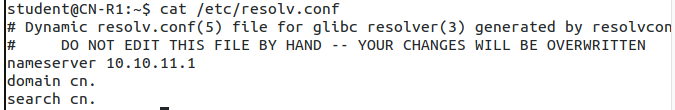 student@CN-R1:~$ cat /etc/resolv.conf
# Dynamic resolv.conf(5) file for glibc resolver(3) generated by resolvcon
#     DO NOT EDIT THIS FILE BY HAND -- YOUR CHANGES WILL BE OVERWRITTEN
nameserver 10.10.11.1
domain cn.
search cn.